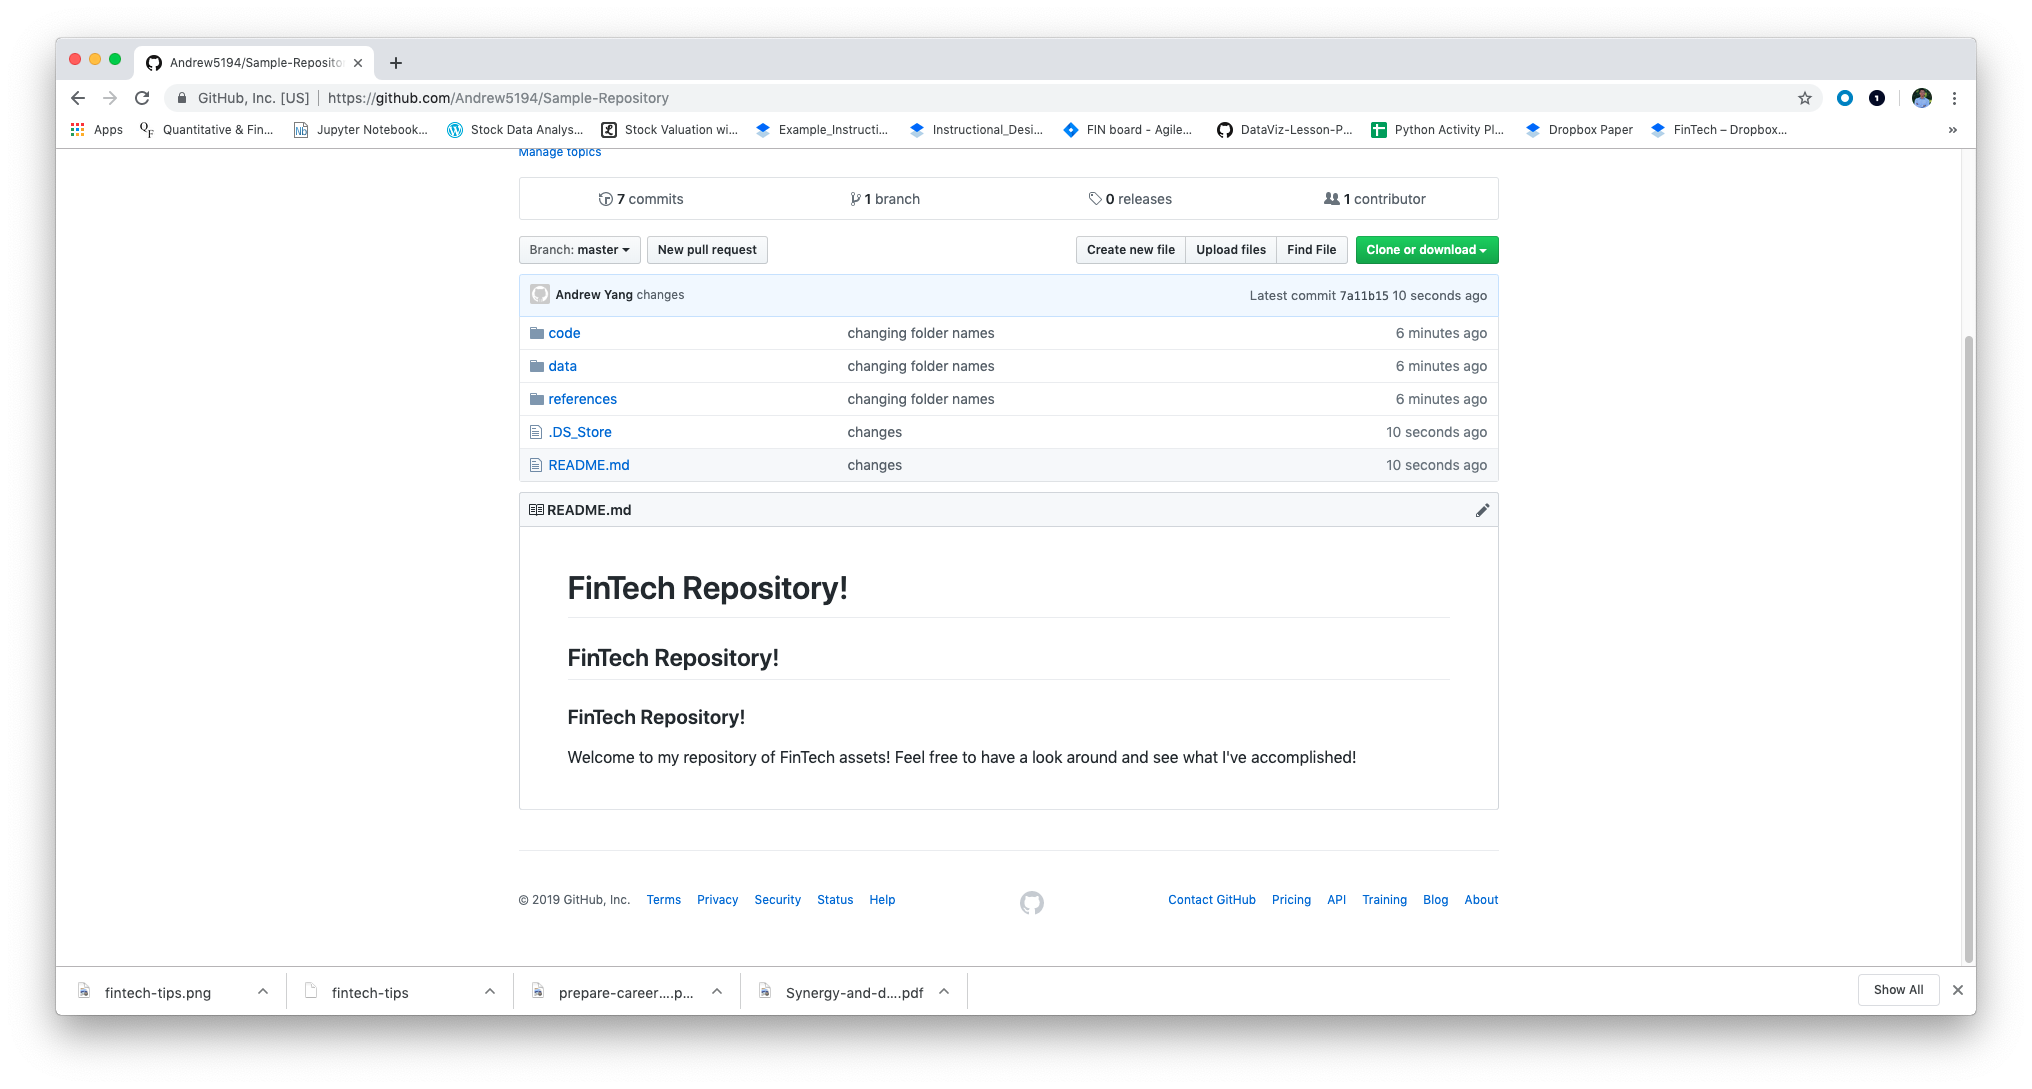 Andrew5194/Sample-Reposito
GitHub, Inc. [US] | https://github.com/Andrew5194/Sample-Repository
Apps QF Quantitative & Fin... Nb Jupyter Notebook... Stock Data Analys... Stock Valuation wi... Example_Instructi... Instructional_Desi... FIN board - Agile... DataViz-Lesson-P... Python Activity Pl... Dropbox Paper FinTech – Dropbox... »
Manage topics
7 commits 1 branch 0 releases 1 contributor
Branch: master New pull request Create new file Upload files Find File Clone or download
Andrew Yang changes Latest commit 7a11b15 10 seconds ago
code changing folder names 6 minutes ago
data changing folder names 6 minutes ago
references changing folder names 6 minutes ago
.DS_Store changes 10 seconds ago
README.md changes 10 seconds ago
README.md
FinTech Repository!
FinTech Repository!
FinTech Repository!
Welcome to my repository of FinTech assets! Feel free to have a look around and see what I've accomplished!
© 2019 GitHub, Inc. Terms Privacy Security Status Help Contact GitHub Pricing API Training Blog About
fintech-tips.png fintech-tips prepare-career....p... Synergy-and-d....pdf Show All